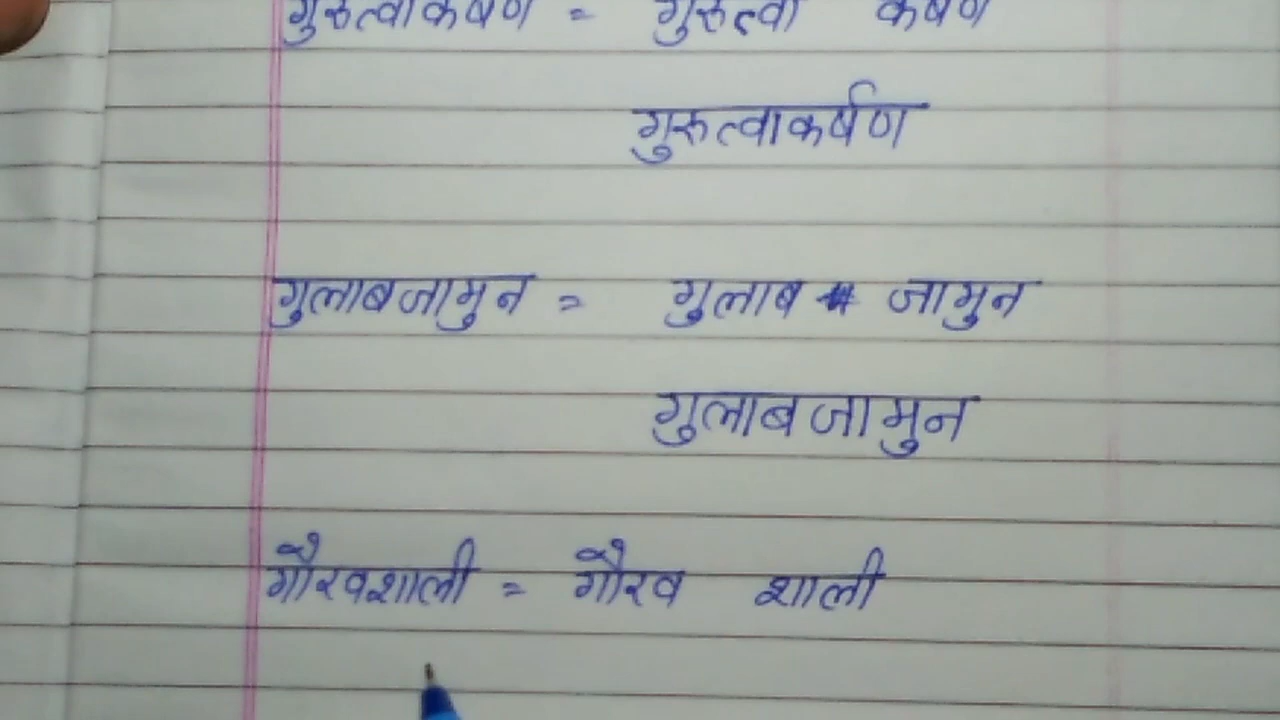 गुरुत्वाकर्षण = गुरुत्वा कर्षण
गुरुत्वाकर्षण
गुलाबजामुन = गुलाब जामुन
गुलाबजामुन
गौरवशाली = गौरव शाली